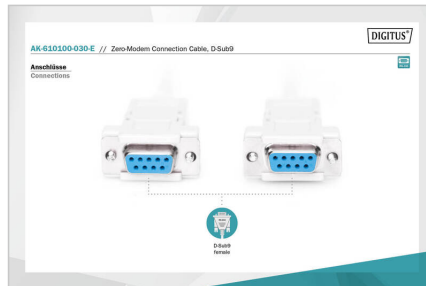 DIGITUS®
AK-610100-030-E // Zero-Modem Connection Cable, D-Sub9
Anschlüsse
Connections
D-Sub9
female